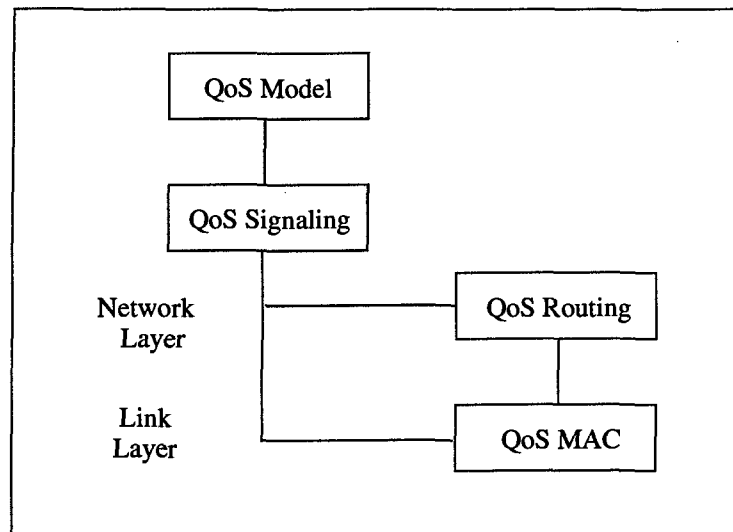 QoS Model
QoS Signaling
Network
Layer
QoS Routing
Link
Layer
QoS MAC